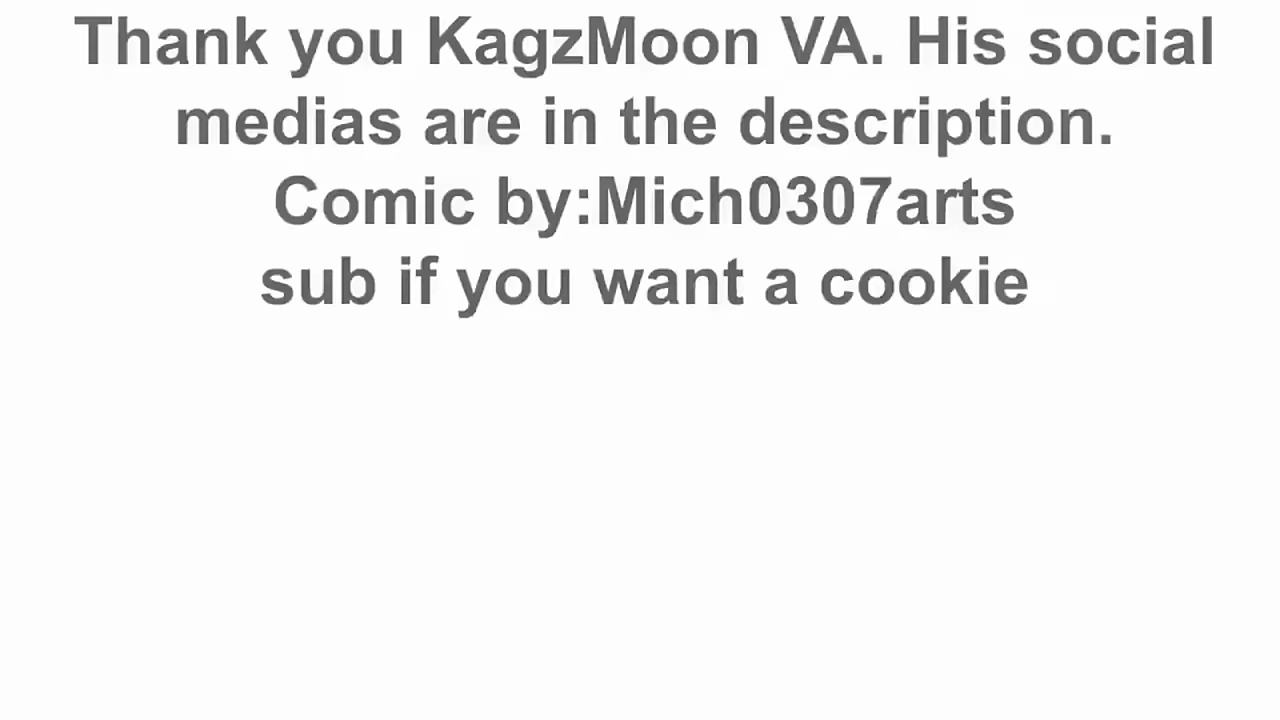 Thank you KagzMoon VA. His social
medias are in the description.
Comic by:Mich0307arts
sub if you want a cookie